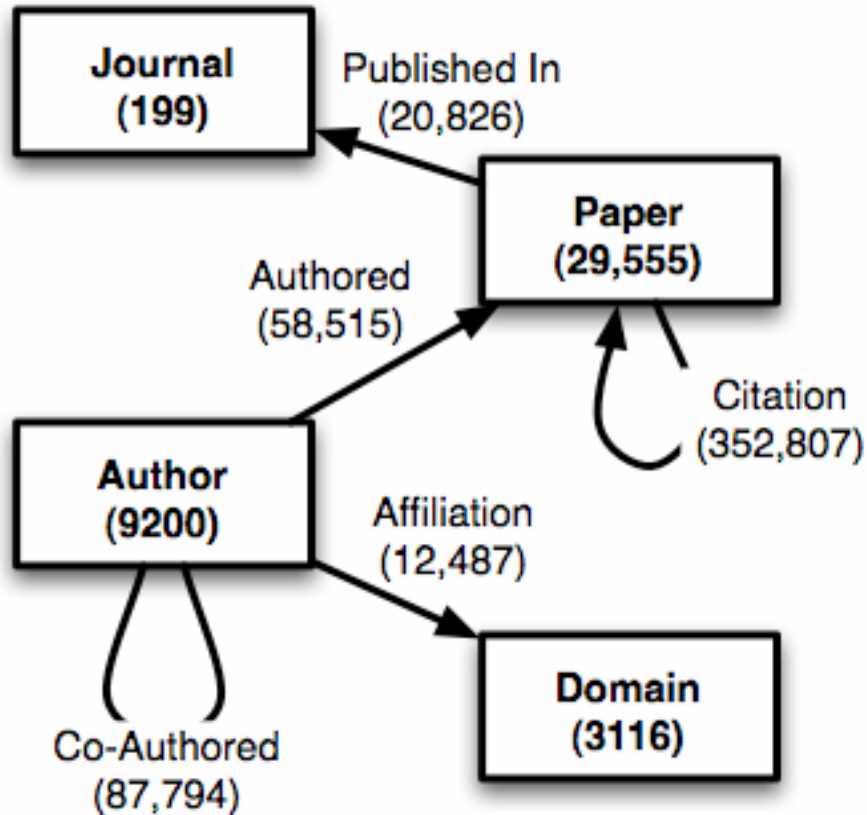 Journal
(199)
Published In
(20,826)
Paper
(29,555)
Authored
(58,515)
Citation
(352,807)
Author
(9200)
Affiliation
(12,487)
Domain
(3116)
Co-Authored
(87,794)